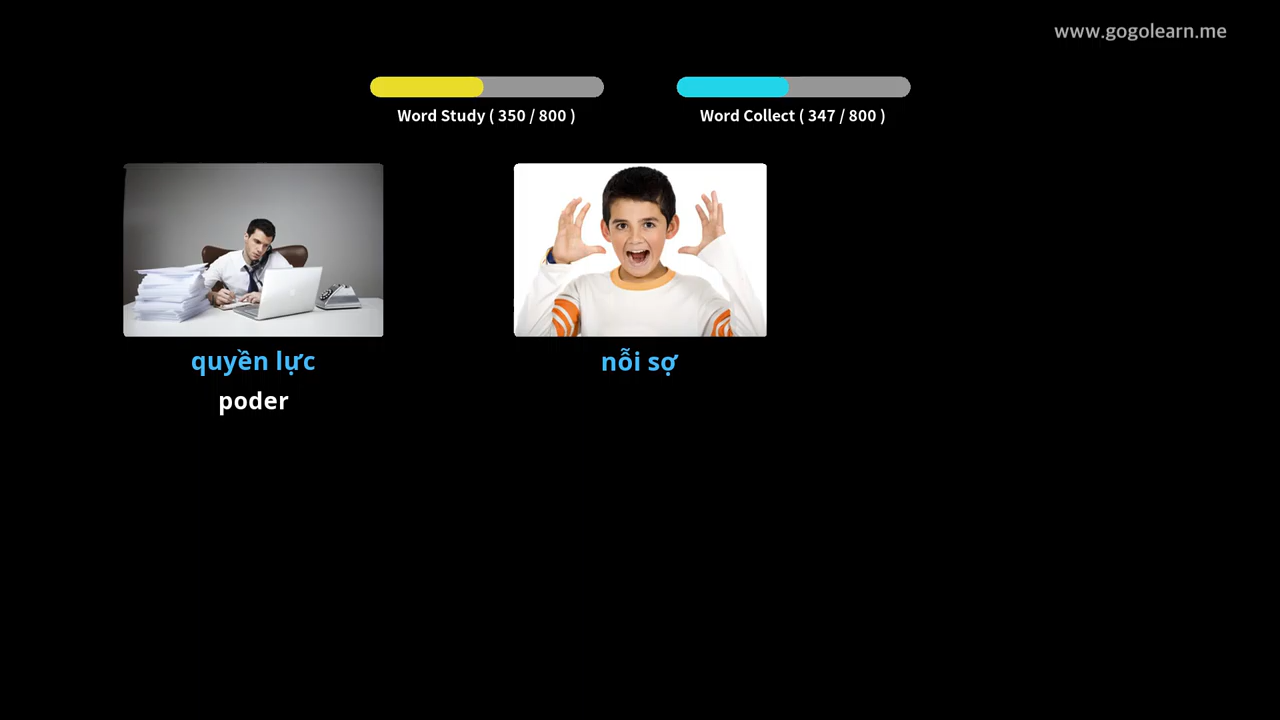 www.gogolearn.me
Word Study ( 350 / 800 )
Word Collect ( 347 / 800 )
quyền lực
nỗi sợ
poder